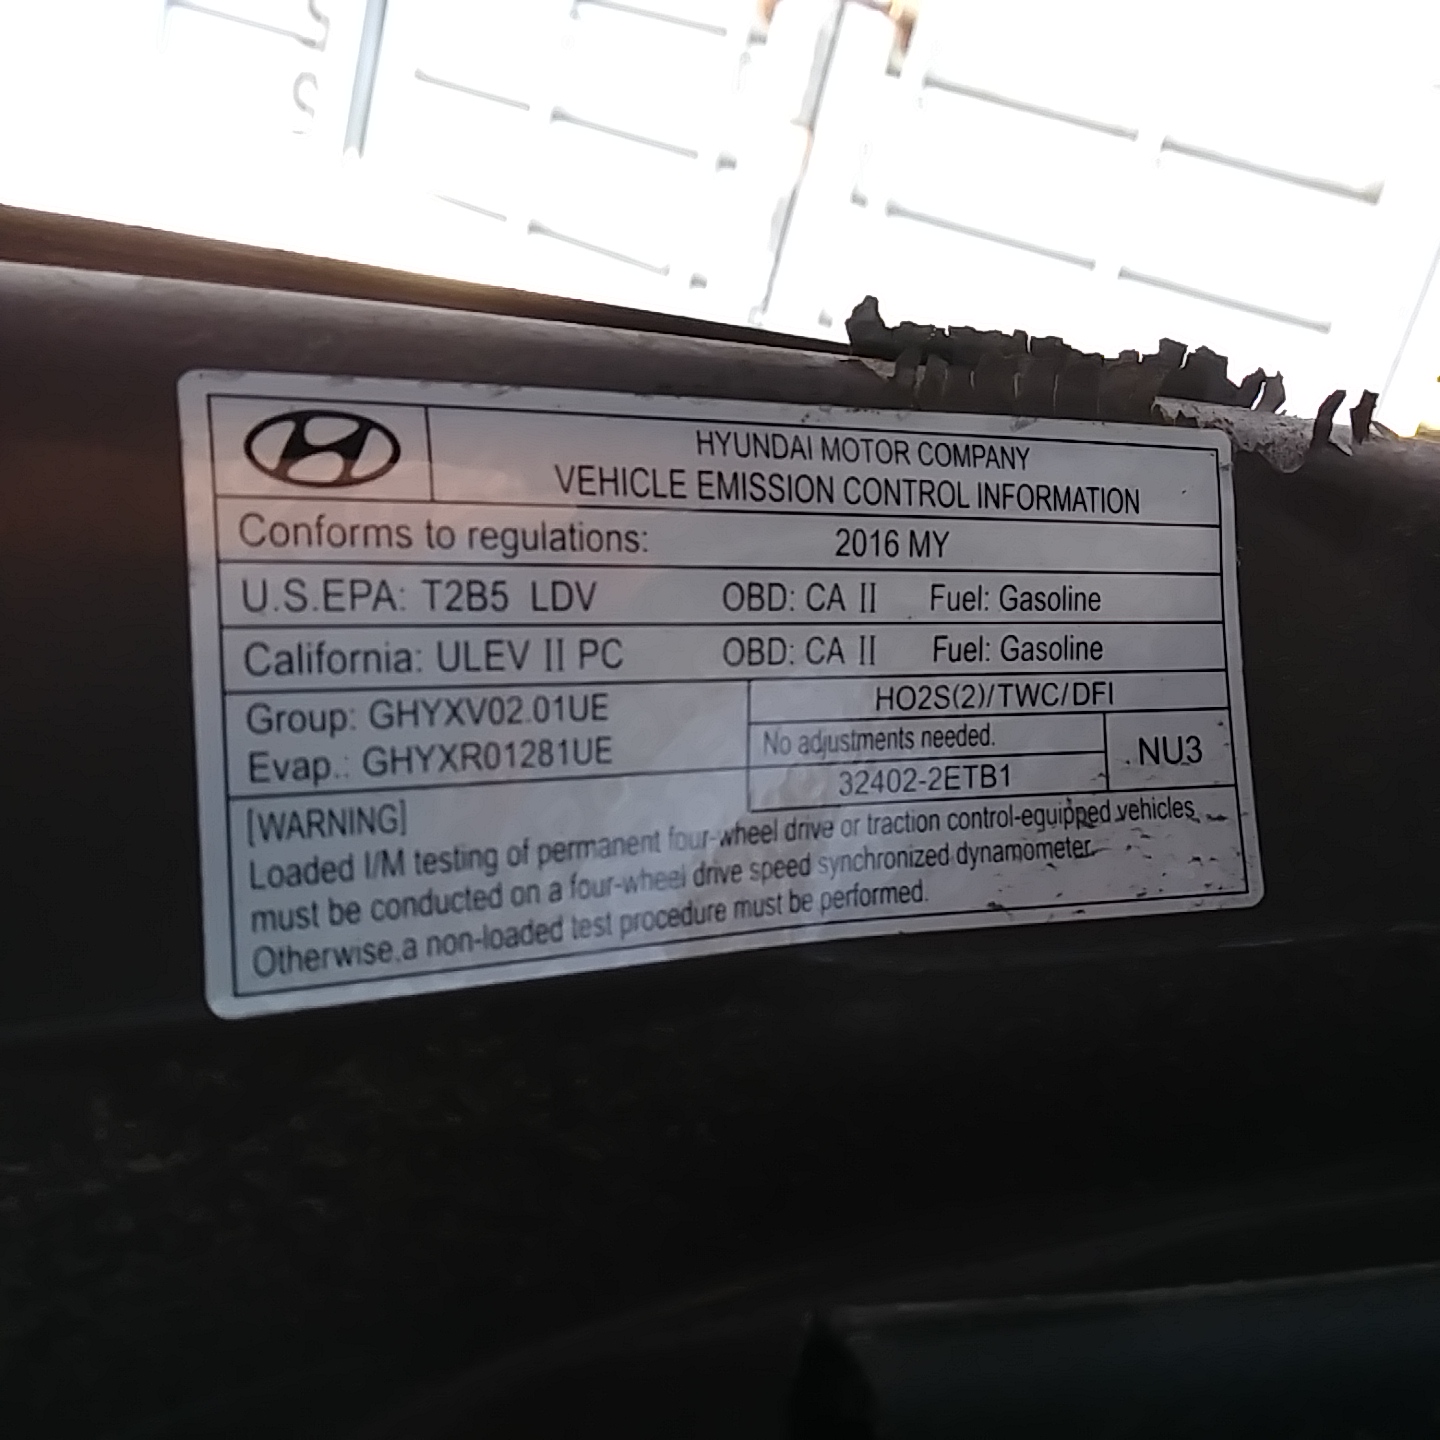 HYUNDAI MOTOR COMPANY
VEHICLE EMISSION CONTROL INFORMATION
Conforms to regulations: 2016 MY
U.S.EPA: T2B5 LDV OBD: CA II Fuel: Gasoline
California: ULEV II PC OBD: CA II Fuel: Gasoline
Group: GHYXV02.01UE
Evap.: GHYXR01281UE
HO2S(2)/TWC/DFI
No adjustments needed.
32402-2ETB1
NU3
[WARNING]
Loaded I/M testing of permanent four-wheel drive or traction control-equipped vehicles
must be conducted on a four-wheel drive speed synchronized dynamometer.
Otherwise,a non-loaded test procedure must be performed.